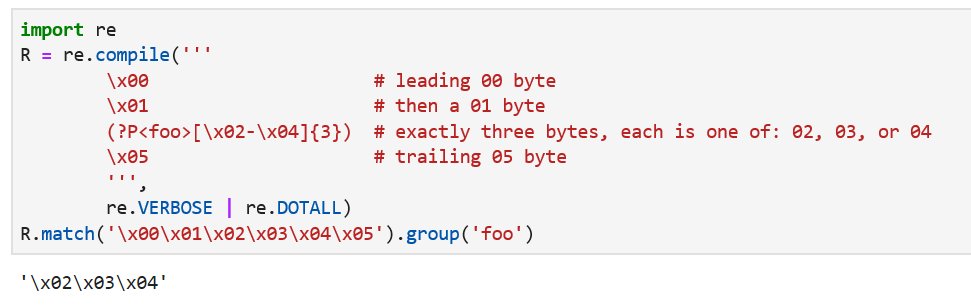 import re
R = re.compile('''
        \x00                    # leading 00 byte
        \x01                    # then a 01 byte
        (?P<foo>[\x02-\x04]{3})  # exactly three bytes, each is one of: 02, 03, or 04
        \x05                    # trailing 05 byte
        ''',
        re.VERBOSE | re.DOTALL)
R.match('\x00\x01\x02\x03\x04\x05').group('foo')
'\x02\x03\x04'